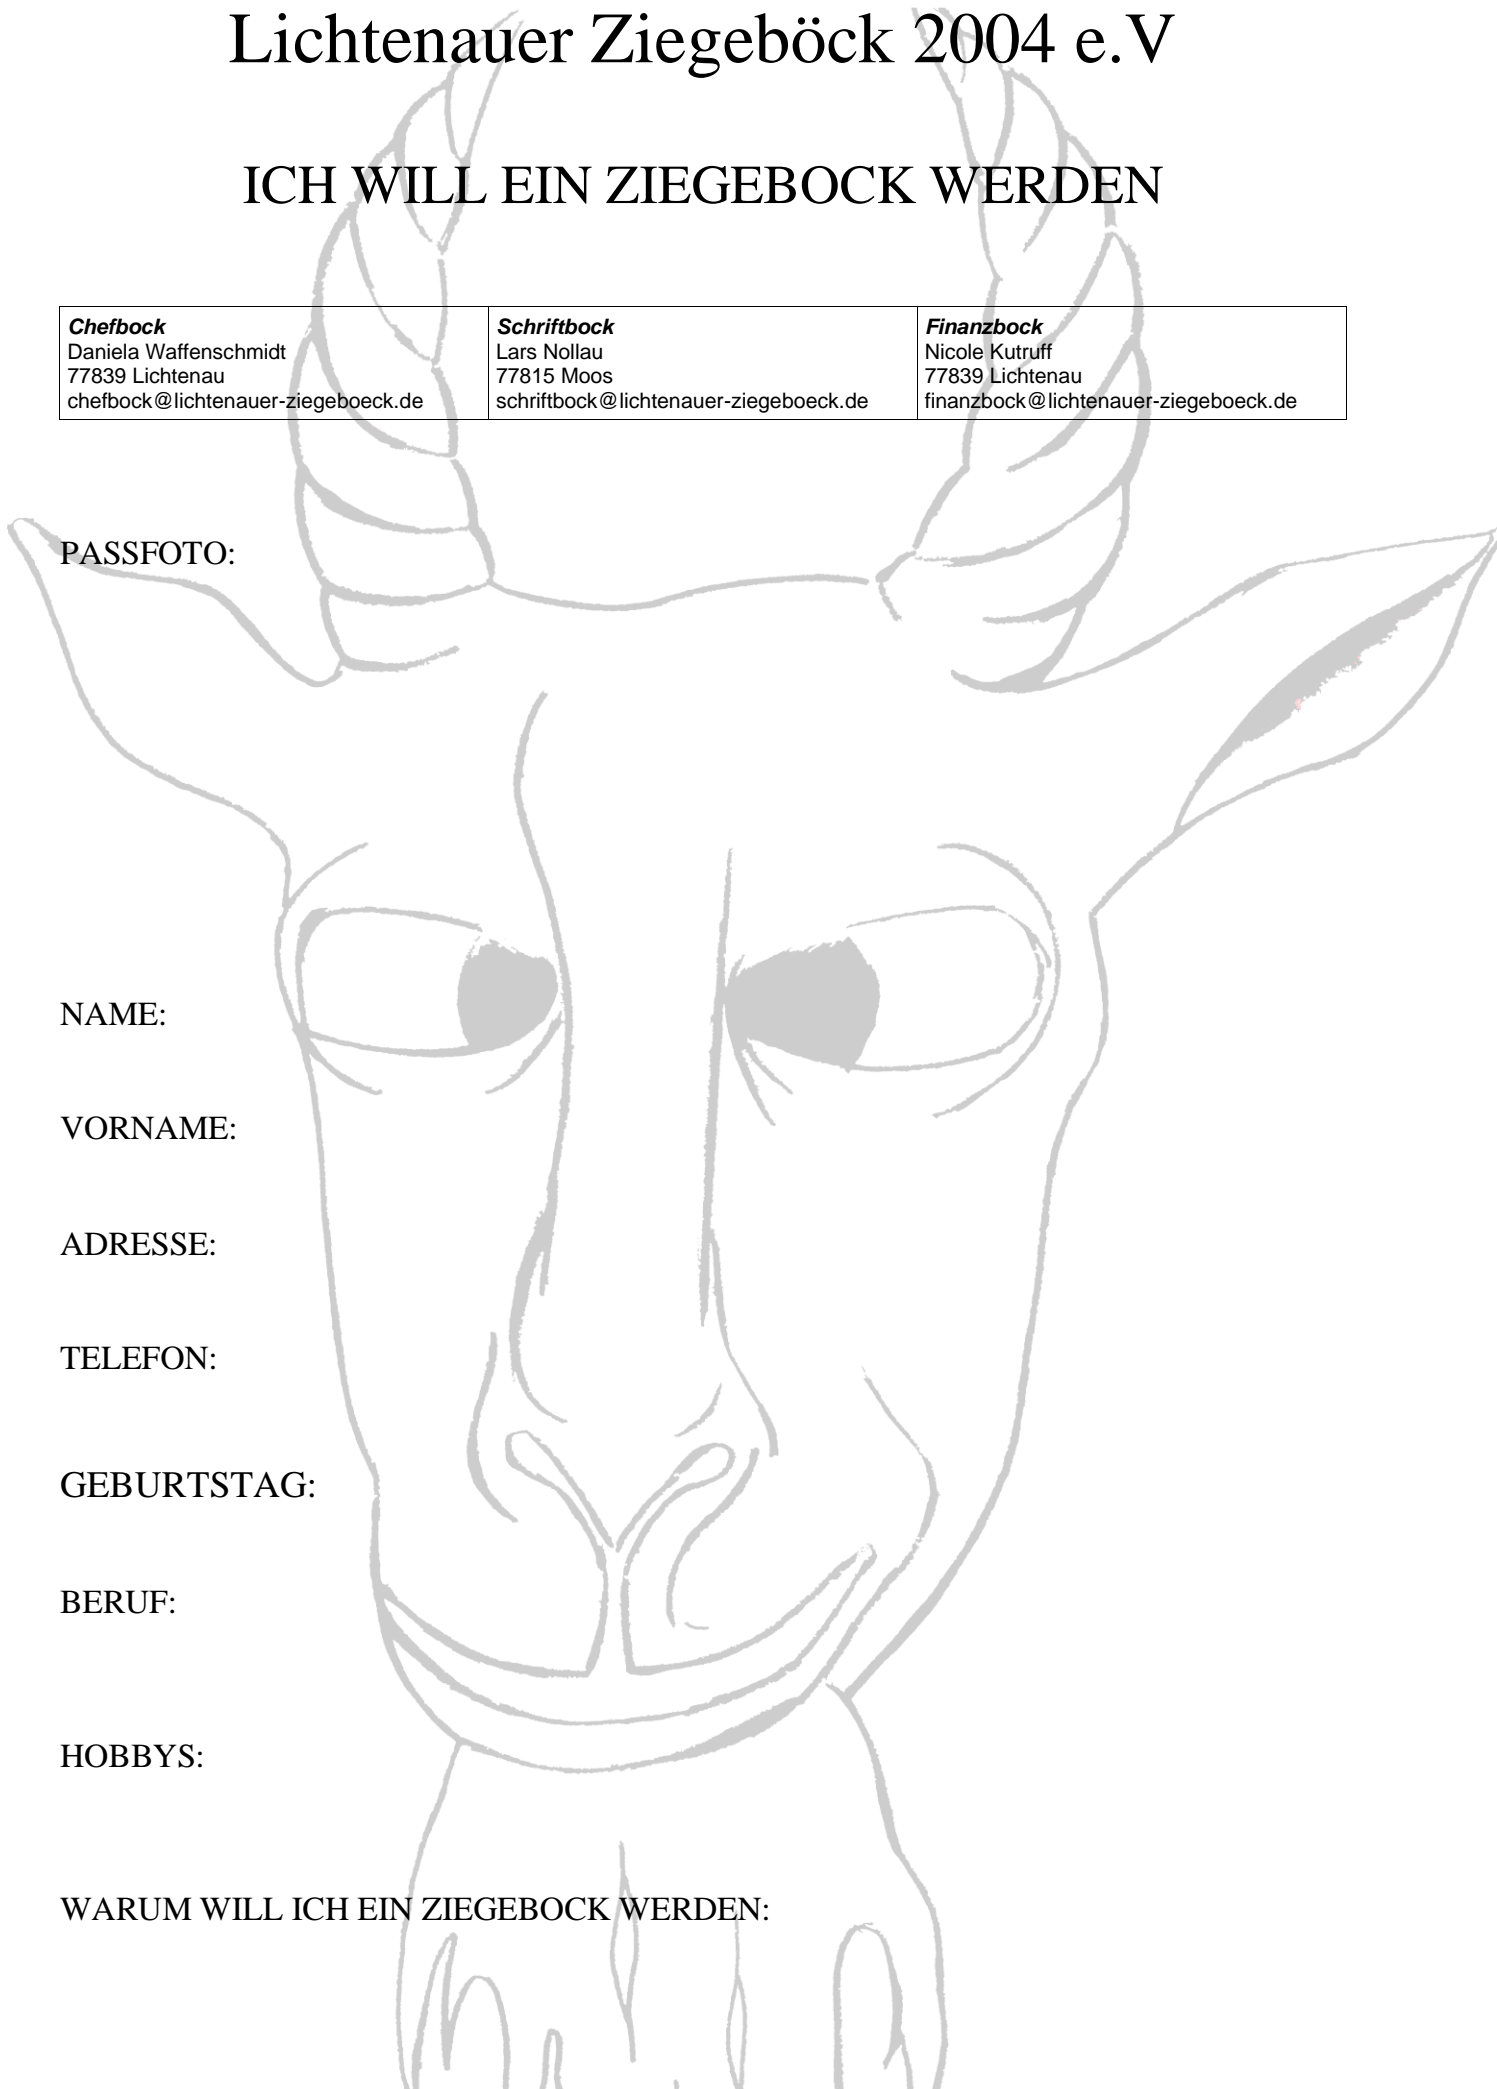 Lichtenauer Ziegeböck 2004 e.V
ICH WILL EIN ZIEGEBOCK WERDEN
Chefbock
Daniela Waffenschmidt
77839 Lichtenau
chefbock@lichtenauer-ziegeboeck.de
Schriftbock
Lars Nollau
77815 Moos
schriftbock@lichtenauer-ziegeboeck.de
Finanzbock
Nicole Kutruff
77839 Lichtenau
finanzbock@lichtenauer-ziegeboeck.de
PASSFOTO:
NAME:
VORNAME:
ADRESSE:
TELEFON:
GEBURTSTAG:
BERUF:
HOBBYS:
WARUM WILL ICH EIN ZIEGEBOCK WERDEN: